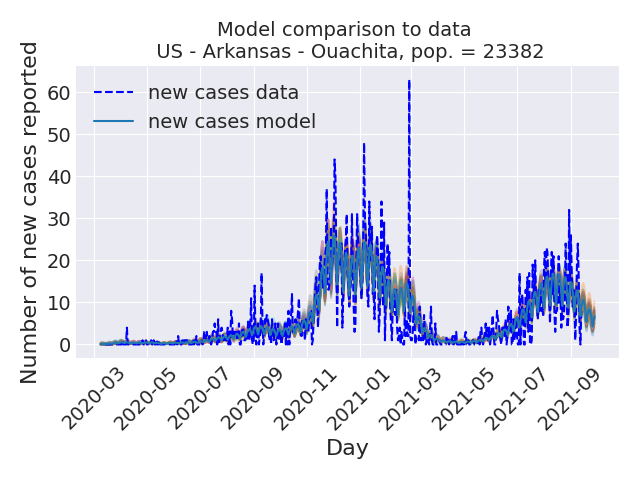 Model comparison to data
US - Arkansas - Ouachita, pop. = 23382
Number of new cases reported
60
50
40
30
20
10
0
new cases data
new cases model
2020-03
2020-05
2020-07
2020-09
2020-11
2021-01
2021-03
2021-05
2021-07
2021-09
Day